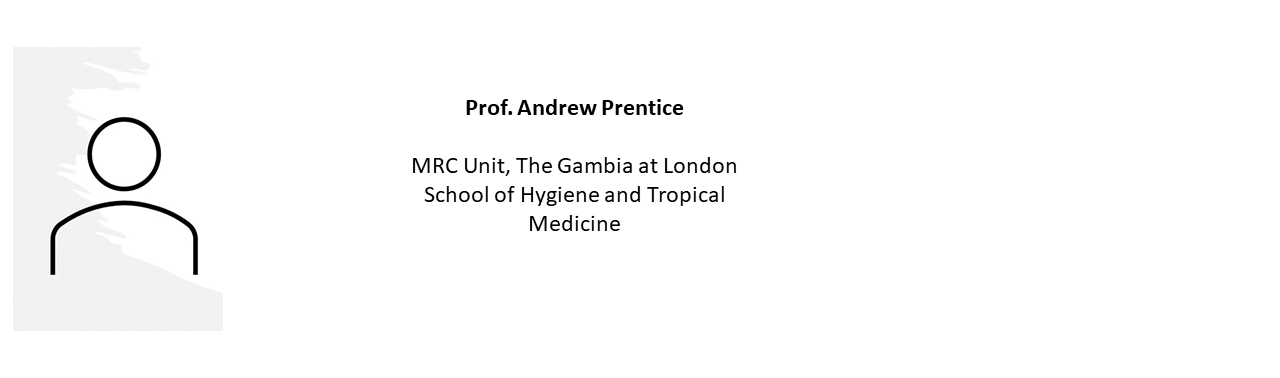 Prof. Andrew Prentice
MRC Unit, The Gambia at London
School of Hygiene and Tropical
Medicine